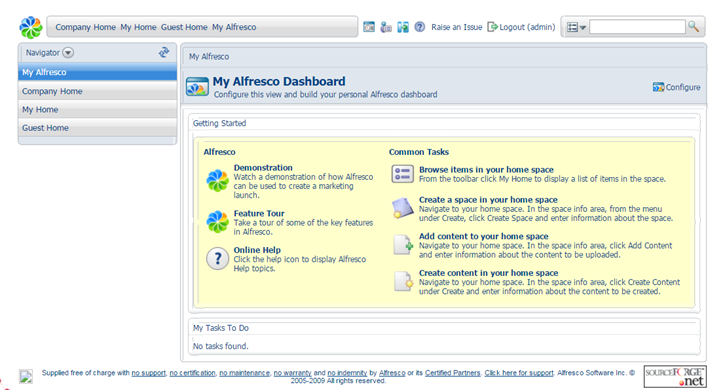 Company Home My Home Guest Home My Alfresco
Raise an Issue Logout (admin)
Navigator
My Alfresco
Company Home
My Home
Guest Home
My Alfresco
My Alfresco Dashboard
Configure this view and build your personal Alfresco dashboard
Configure
Getting Started
Alfresco
Demonstration
Watch a demonstration of how Alfresco
can be used to create a marketing
launch.
Feature Tour
Take a tour of some of the key features
in Alfresco.
Online Help
Click the help icon to display Alfresco
Help topics.
Common Tasks
Browse items in your home space
From the toolbar click My Home to display a list of items in the space.
Create a space in your home space
Navigate to your home space. In the space info area, from the menu
under Create, click Create Space and enter information about the space.
Add content to your home space
Navigate to your home space. In the space info area, click Add Content
and enter information about the content to be uploaded.
Create content in your home space
Navigate to your home space. In the space info area, click Create Content
under Create and enter information about the content to be created.
My Tasks To Do
No tasks found.
Supplied free of charge with no support, no certification, no maintenance, no warranty and no indemnity by Alfresco or its Certified Partners. Click here for support. Alfresco Software Inc. ©
2005-2009 All rights reserved.
SOURCEFORGE
.net